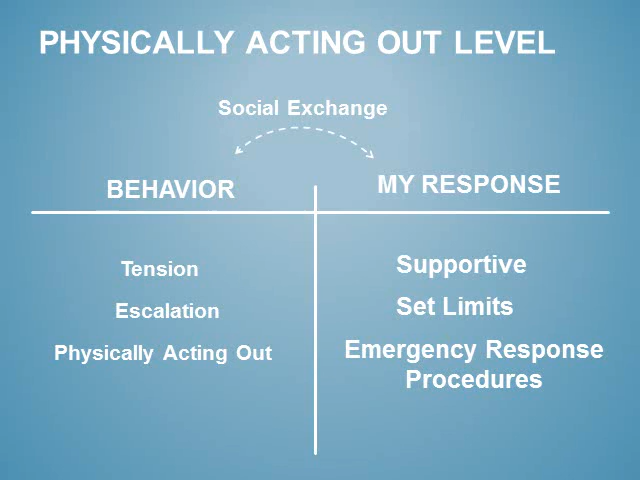 PHYSICALLY ACTING OUT LEVEL
Social Exchange
BEHAVIOR
MY RESPONSE
Tension
Supportive
Escalation
Set Limits
Physically Acting Out
Emergency Response
Procedures